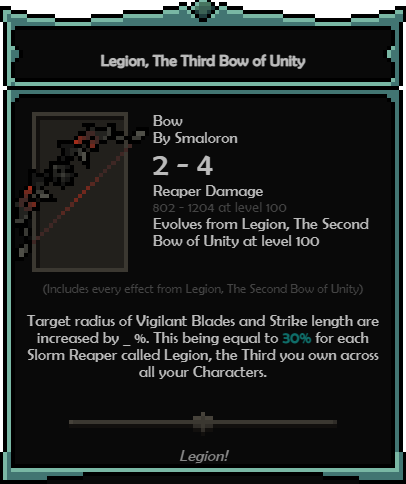 Legion, The Third Bow of Unity
Bow
By Smaloron
2 - 4
Reaper Damage
802 - 1204 at level 100
Evolves from Legion, The Second
Bow of Unity at level 100
(Includes every effect from Legion, The Second Bow of Unity)
Target radius of Vigilant Blades and Strike length are
increased by _ %. This being equal to 30% for each
Slorm Reaper called Legion, the Third you own across
all your Characters.
Legion!